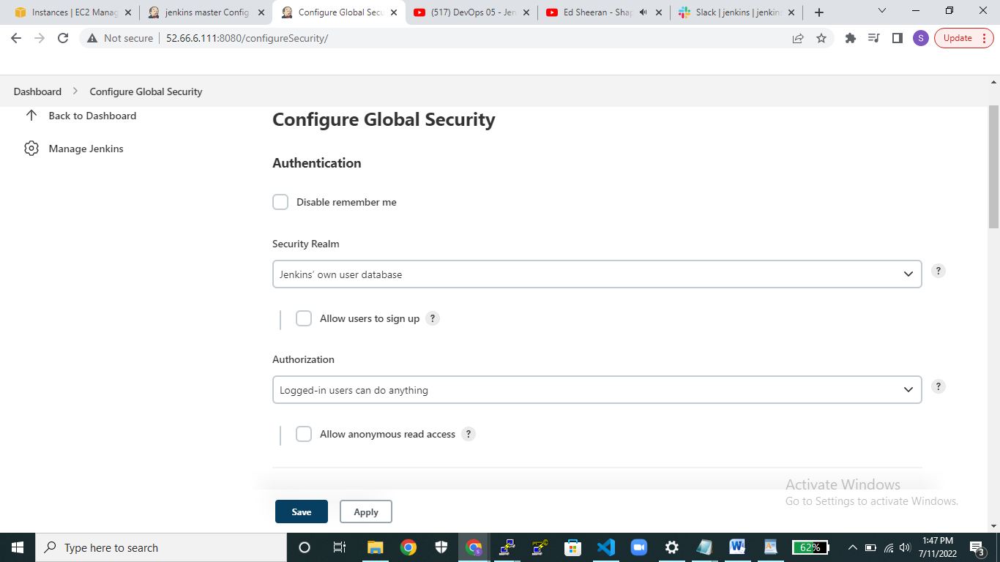 Instances | EC2 Manag
jenkins master Config
Configure Global Secu
(517) DevOps 05 - Jen
Ed Sheeran - Shap
Slack | jenkins | jenkins
Not secure
52.66.6.111:8080/configureSecurity/
S
Update
Dashboard
Configure Global Security
Back to Dashboard
Manage Jenkins
Configure Global Security
Authentication
Disable remember me
Security Realm
Jenkins’ own user database
?
Allow users to sign up ?
Authorization
Logged-in users can do anything
?
Allow anonymous read access ?
Activate Windows
Go to Settings to activate Windows.
Save
Apply
Type here to search
S
W
62%
1:47 PM
7/11/2022
3